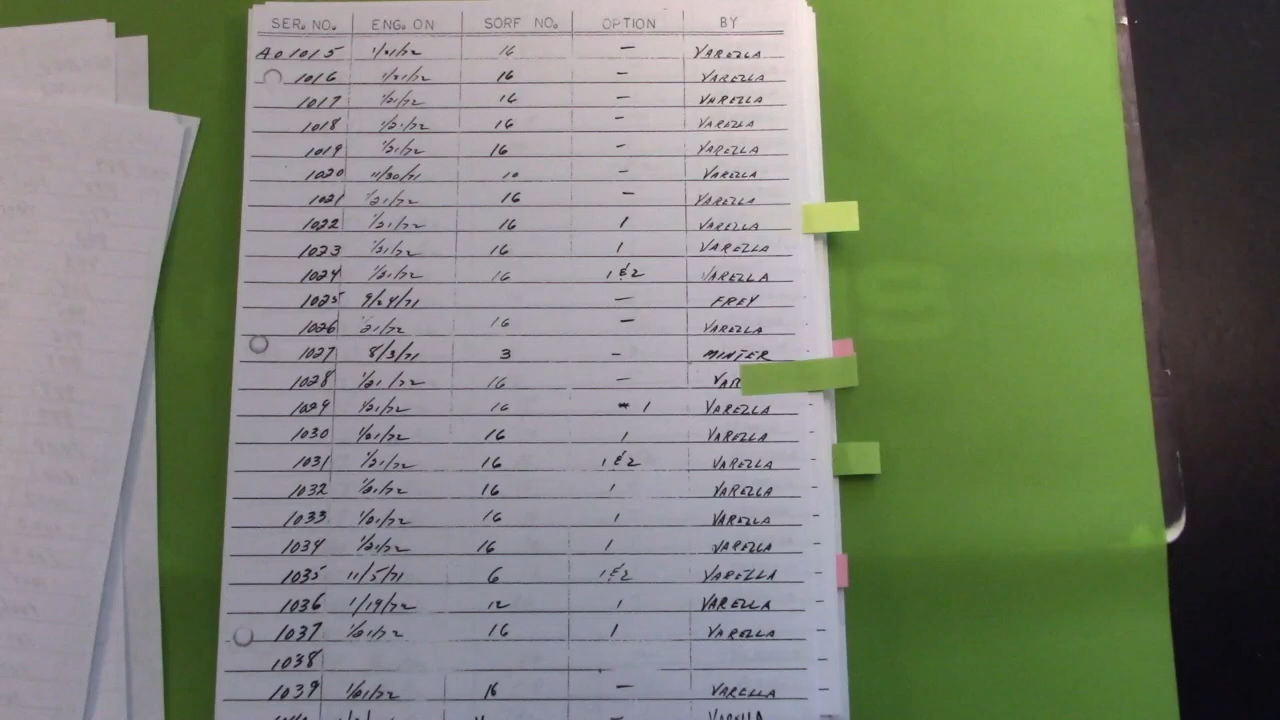 SER. NO. ENG. ON SORF NO. OPTION BY
A01015 1/21/72 16 — VARELLA
1016 1/21/72 16 — VARELLA
1017 1/21/72 16 — VARELLA
1018 1/21/72 16 — VARELLA
1019 1/21/72 16 — VARELLA
1020 11/30/71 10 — VARELLA
1021 1/21/72 16 — VARELLA
1022 1/21/72 16 1 VARELLA
1023 1/21/72 16 1 VARELLA
1024 1/21/72 16 1 & 2 VARELLA
1025 9/24/71 — FREY
1026 1/21/72 16 — VARELLA
1027 8/3/71 3 — MINTER
1028 1/21/72 16 — VAR
1029 1/21/72 16 1 VARELLA
1030 1/21/72 16 1 VARELLA
1031 1/21/72 16 1 & 2 VARELLA
1032 1/21/72 16 1 VARELLA
1033 1/21/72 16 1 VARELLA
1034 1/21/72 16 1 VARELLA
1035 11/5/71 6 1 & 2 VARELLA
1036 1/19/72 12 1 VARELLA
1037 1/21/72 16 1 VARELLA
1038
1039 1/21/72 16 — VARELLA
VARELLA